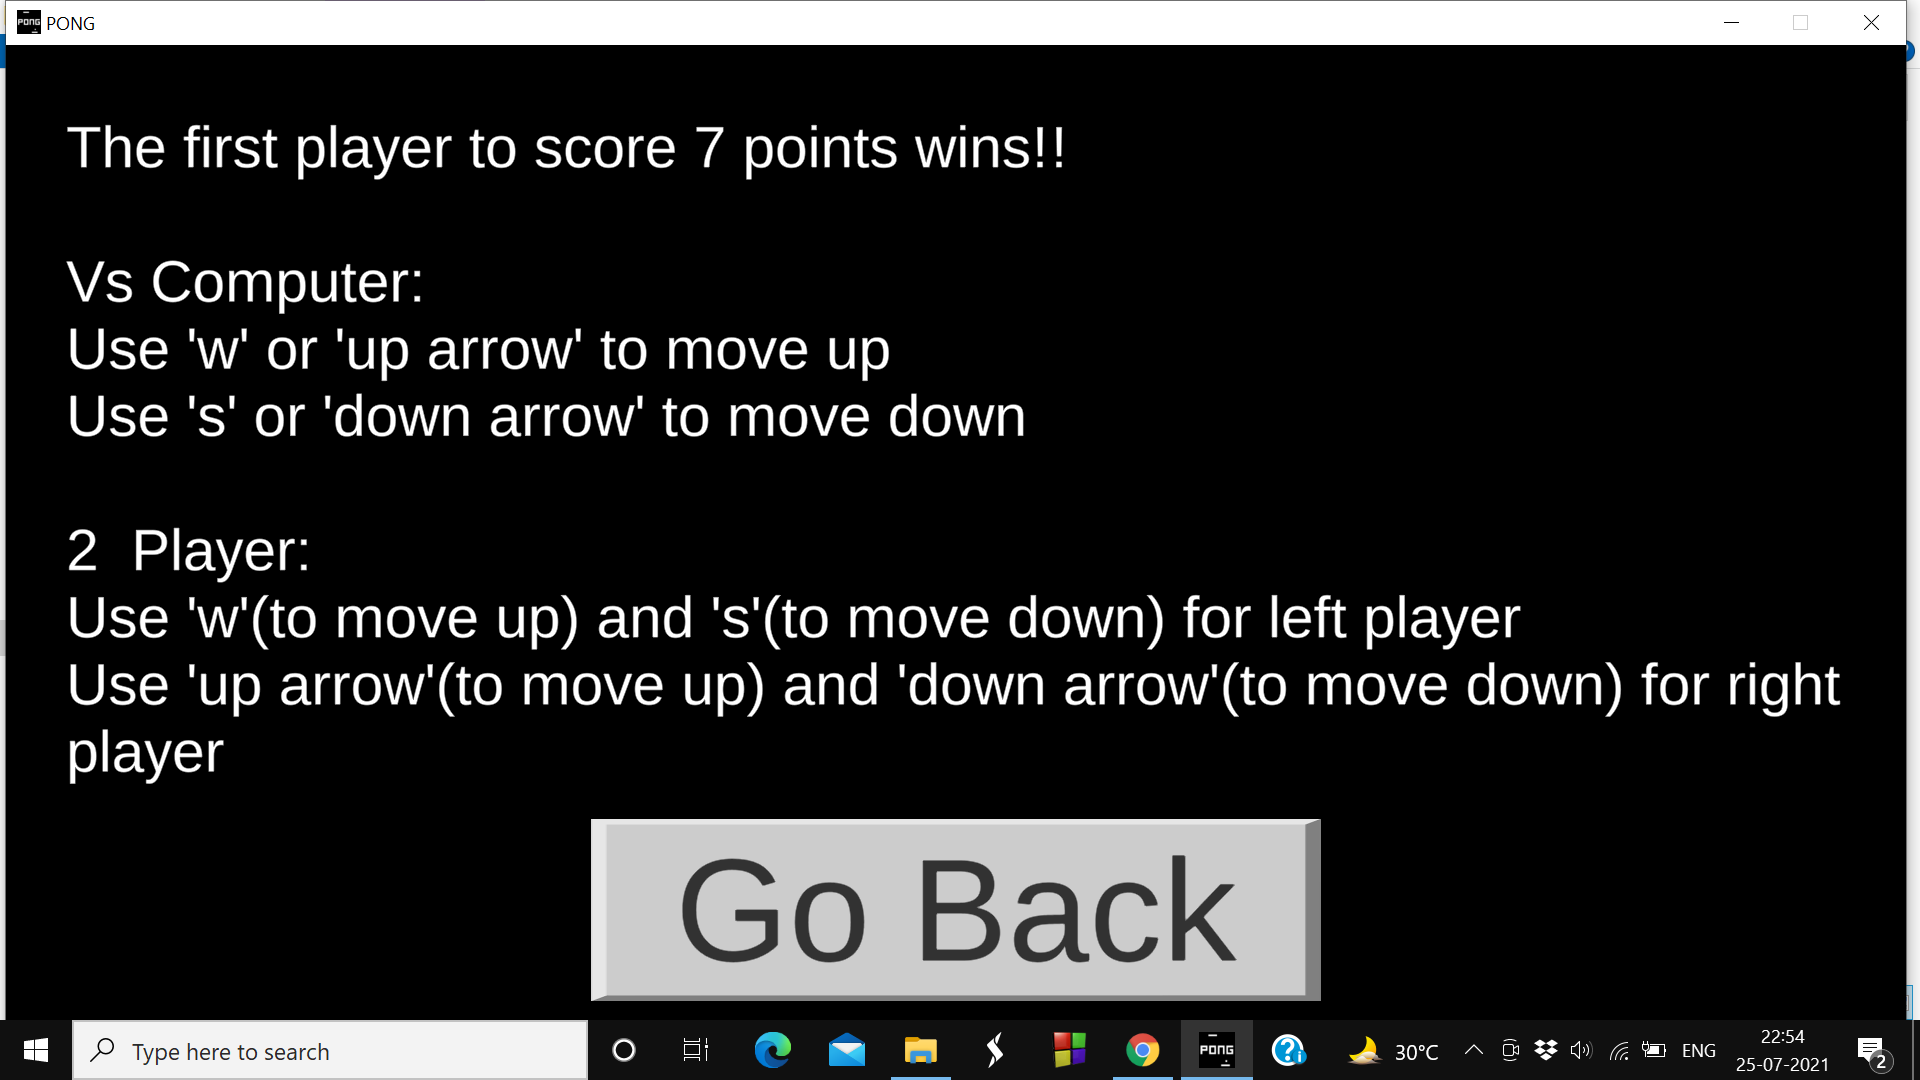 PONG
The first player to score 7 points wins!!
Vs Computer:
Use 'w' or 'up arrow' to move up
Use 's' or 'down arrow' to move down
2  Player:
Use 'w'(to move up) and 's'(to move down) for left player
Use 'up arrow'(to move up) and 'down arrow'(to move down) for right
player
Go Back
Type here to search
PONG
30°C
ENG
22:54
25-07-2021
2